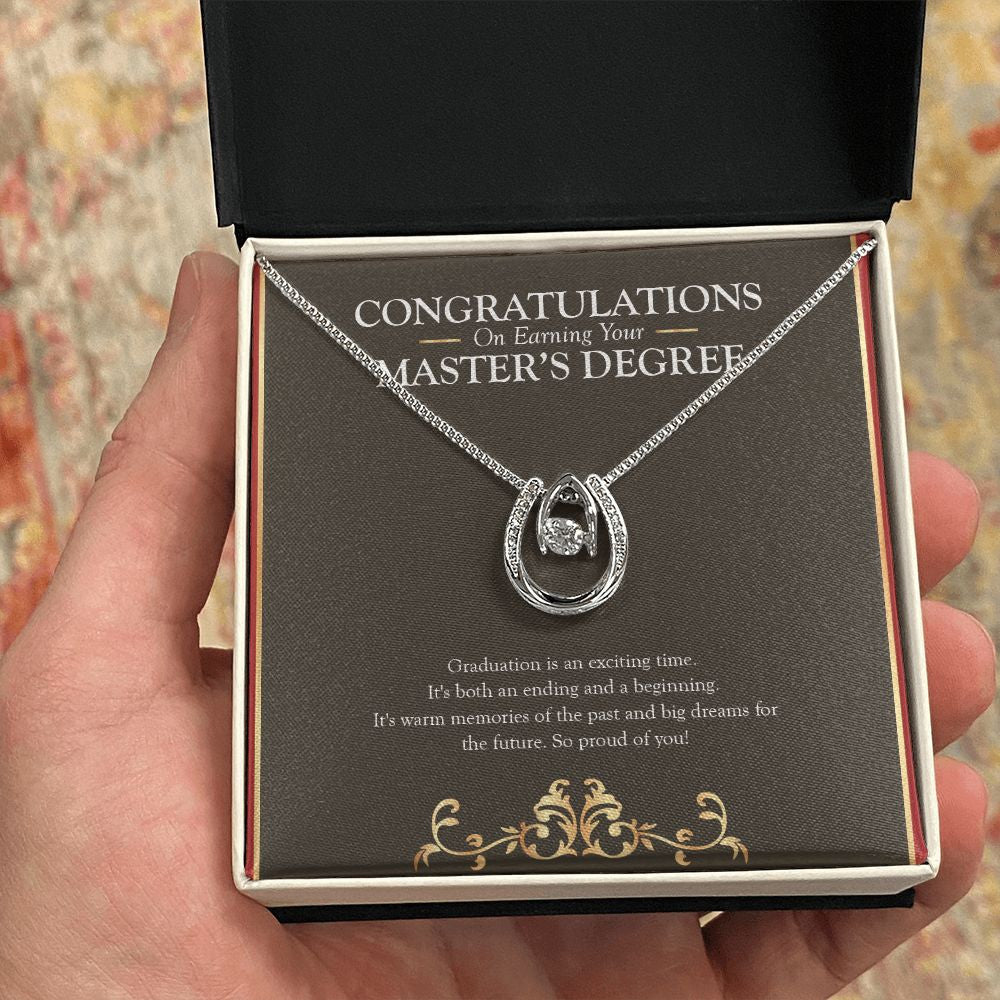 CONGRATULATIONS
On Earning Your
MASTER'S DEGREE
Graduation is an exciting time.
It's both an ending and a beginning.
It's warm memories of the past and big dreams for
the future. So proud of you!